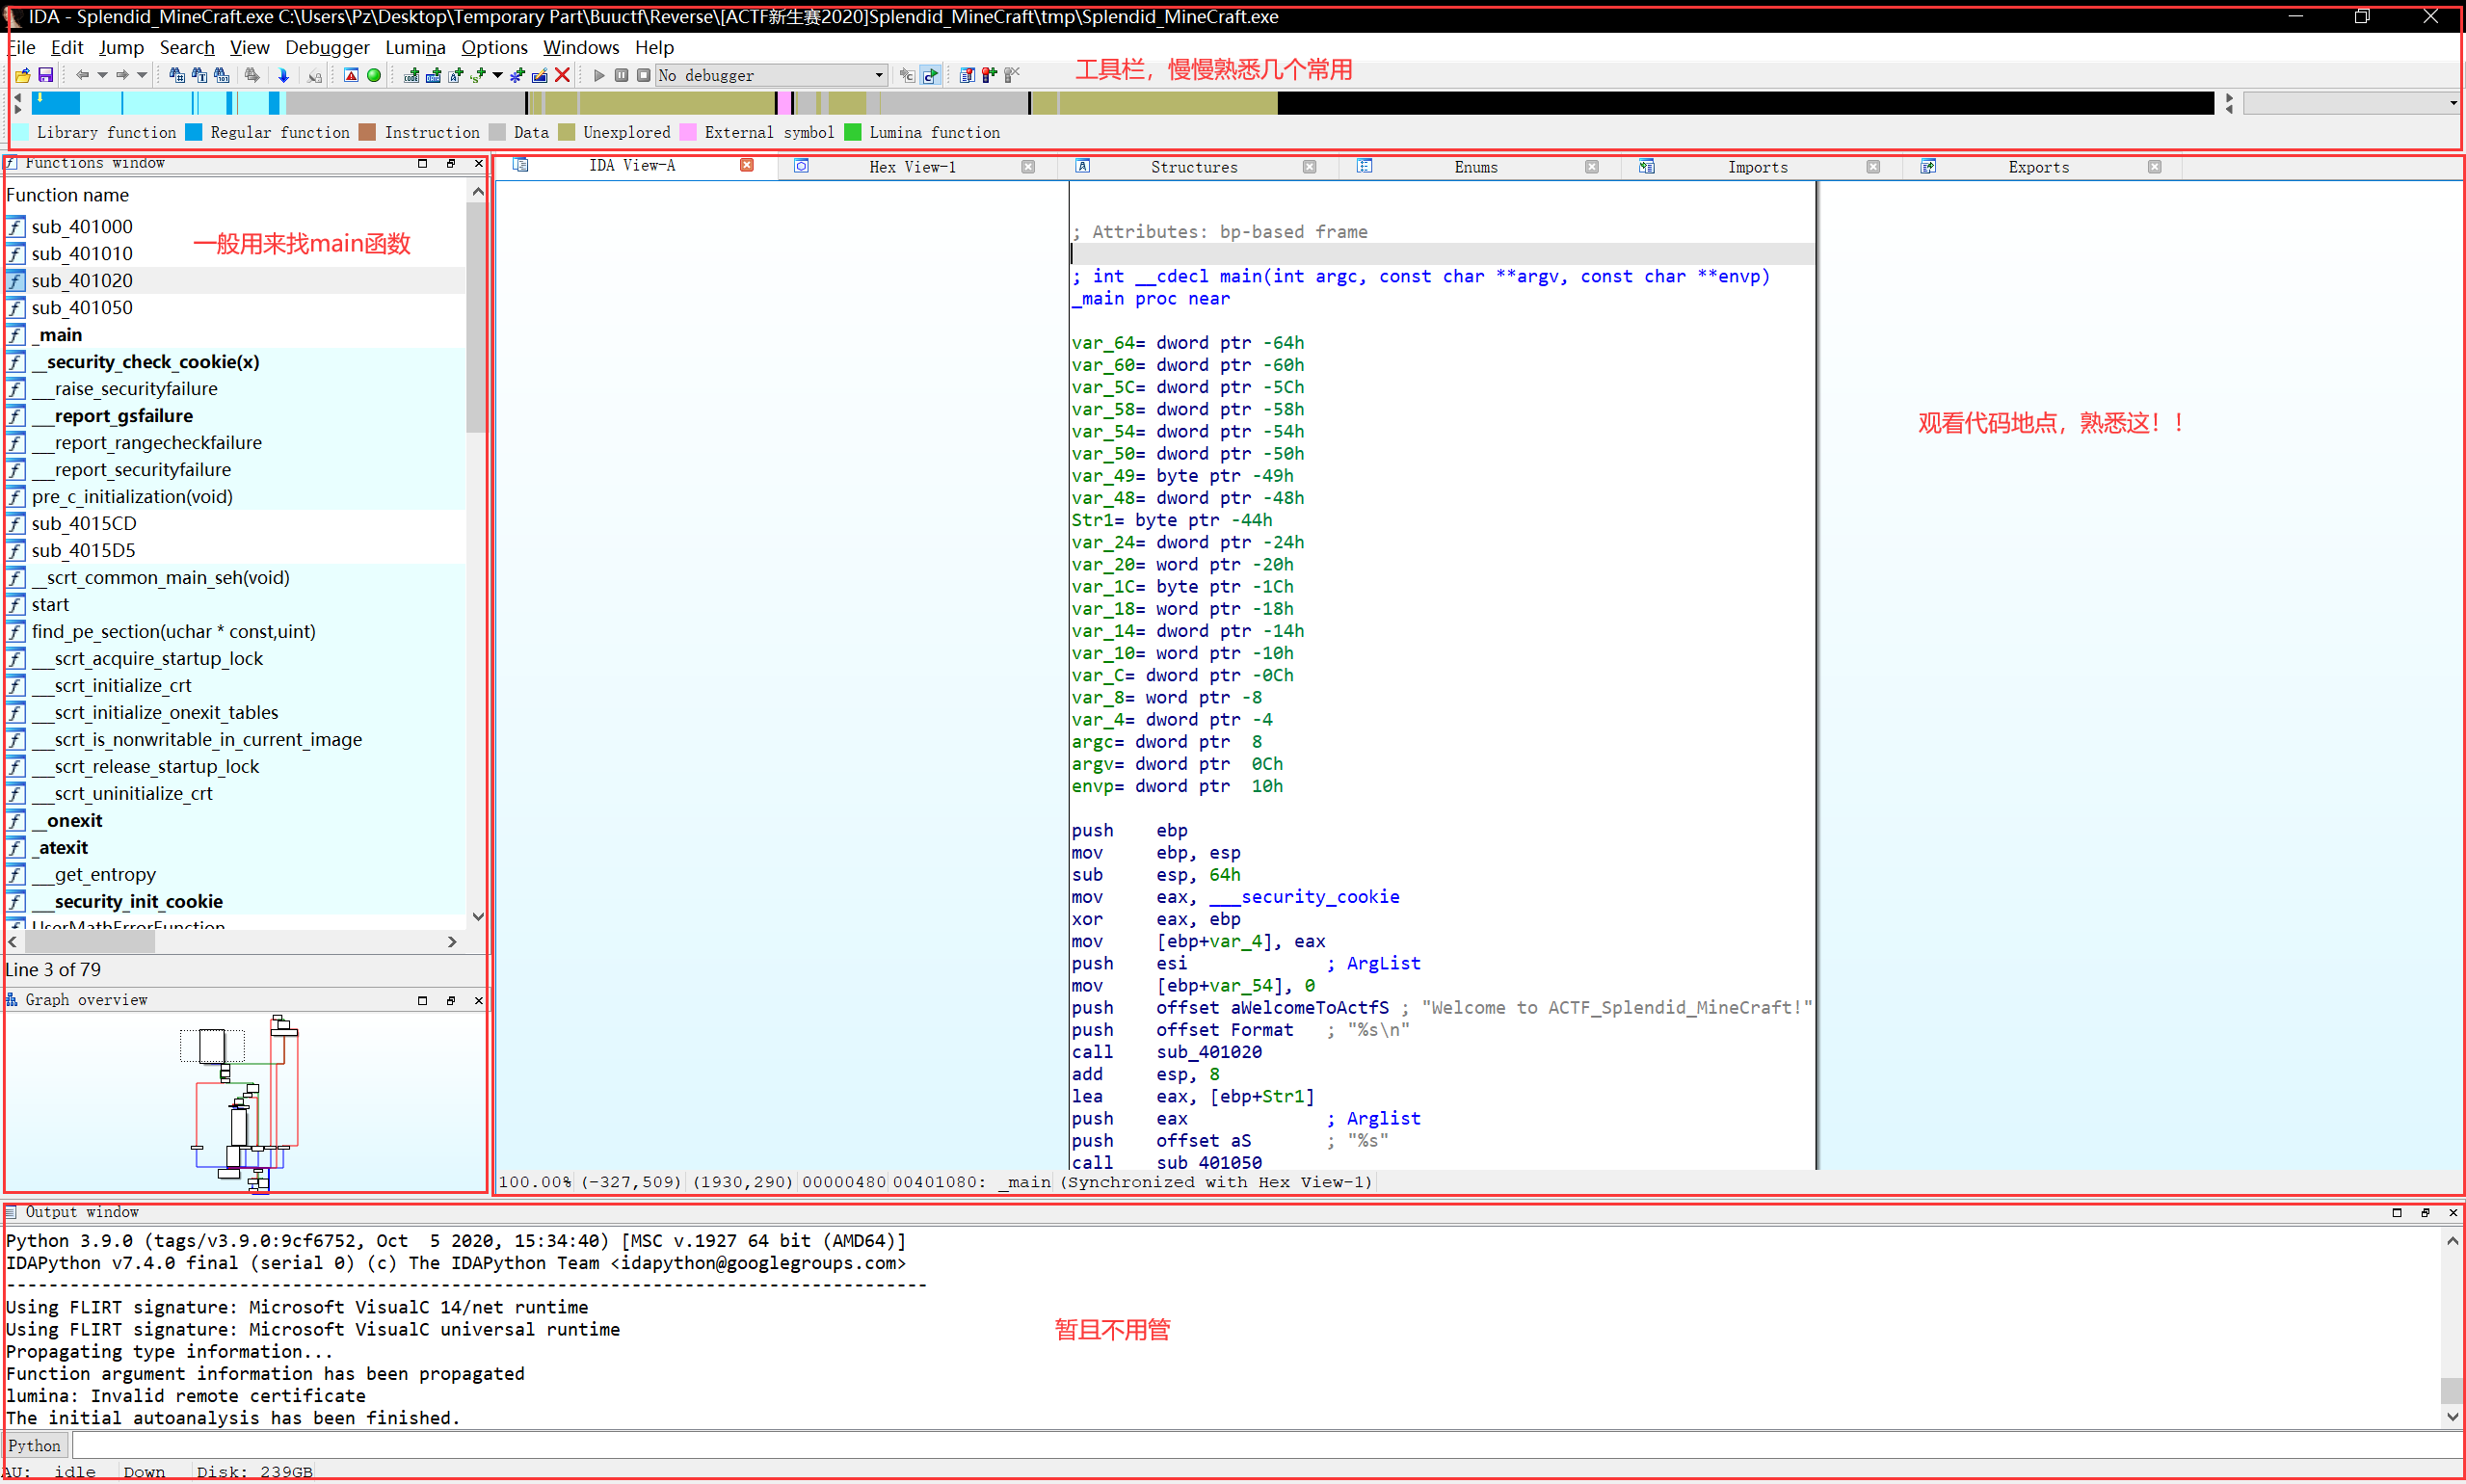 IDA - Splendid_MineCraft.exe C:\Users\Pz\Desktop\Temporary Part\Buuctf\Reverse\[ACTF新生赛2020]Splendid_MineCraft\tmp\Splendid_MineCraft.exe
File Edit Jump Search View Debugger Lumina Options Windows Help
No debugger
工具栏，慢慢熟悉几个常用
Library function Regular function Instruction Data Unexplored External symbol Lumina function
Functions window
Function name
sub_401000
一般用来找main函数
sub_401010
sub_401020
sub_401050
_main
__security_check_cookie(x)
___raise_securityfailure
___report_gsfailure
___report_rangecheckfailure
___report_securityfailure
pre_c_initialization(void)
sub_4015CD
sub_4015D5
__scrt_common_main_seh(void)
start
find_pe_section(uchar * const,uint)
___scrt_acquire_startup_lock
___scrt_initialize_crt
___scrt_initialize_onexit_tables
___scrt_is_nonwritable_in_current_image
___scrt_release_startup_lock
___scrt_uninitialize_crt
__onexit
_atexit
___get_entropy
___security_init_cookie
UserMathErrorFunction
Line 3 of 79
Graph overview
IDA View-A Hex View-1 Structures Enums Imports Exports
; Attributes: bp-based frame
; int __cdecl main(int argc, const char **argv, const char **envp)
_main proc near
var_64= dword ptr -64h
var_60= dword ptr -60h
var_5C= dword ptr -5Ch
var_58= dword ptr -58h
var_54= dword ptr -54h
var_50= dword ptr -50h
var_49= byte ptr -49h
var_48= dword ptr -48h
Str1= byte ptr -44h
var_24= dword ptr -24h
var_20= word ptr -20h
var_1C= byte ptr -1Ch
var_18= word ptr -18h
var_14= dword ptr -14h
var_10= word ptr -10h
var_C= dword ptr -0Ch
var_8= word ptr -8
var_4= dword ptr -4
argc= dword ptr  8
argv= dword ptr  0Ch
envp= dword ptr  10h
push    ebp
mov     ebp, esp
sub     esp, 64h
mov     eax, ___security_cookie
xor     eax, ebp
mov     [ebp+var_4], eax
push    esi             ; ArgList
mov     [ebp+var_54], 0
push    offset aWelcomeToActfS ; "Welcome to ACTF_Splendid_MineCraft!"
push    offset Format   ; "%s\n"
call    sub_401020
add     esp, 8
lea     eax, [ebp+Str1]
push    eax             ; Arglist
push    offset aS       ; "%s"
call    sub_401050
观看代码地点，熟悉这！！
100.00% (-327,509) (1930,290) 00000480 00401080: _main (Synchronized with Hex View-1)
Output window
Python 3.9.0 (tags/v3.9.0:9cf6752, Oct  5 2020, 15:34:40) [MSC v.1927 64 bit (AMD64)]
IDAPython v7.4.0 final (serial 0) (c) The IDAPython Team <idapython@googlegroups.com>
---------------------------------------------------------------------------------------
Using FLIRT signature: Microsoft VisualC 14/net runtime
Using FLIRT signature: Microsoft VisualC universal runtime
Propagating type information...
Function argument information has been propagated
lumina: Invalid remote certificate
The initial autoanalysis has been finished.
暂且不用管
Python
AU: idle Down Disk: 239GB